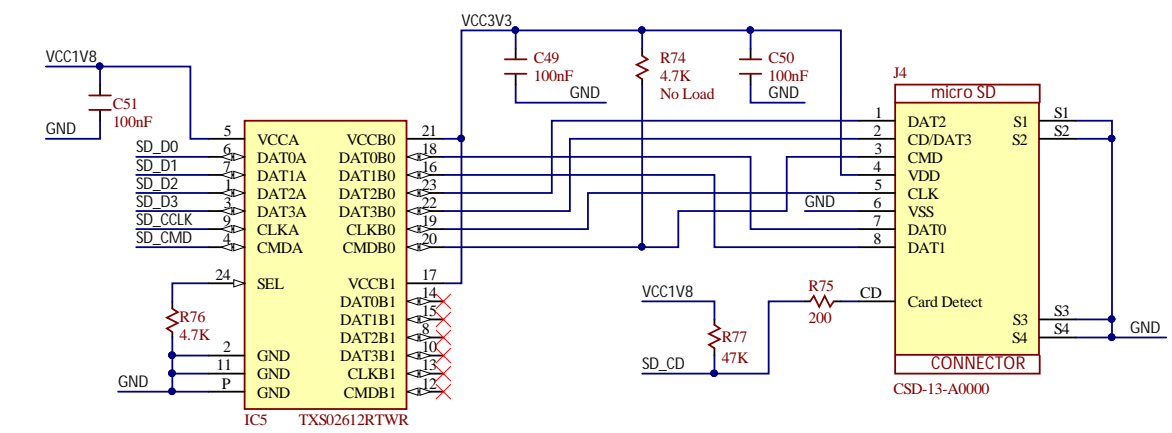 VCC3V3
VCC1V8
C49
100nF
GND
R74
4.7K
No Load
C50
100nF
GND
C51
100nF
GND
J4
micro SD
1 DAT2 S1 S1
2 CD/DAT3 S2 S2
3 CMD
4 VDD
5 CLK
GND 6 VSS
7 DAT0
8 DAT1
CD Card Detect
S3 S3
S4 S4 GND
CONNECTOR
CSD-13-A0000
5 VCCA VCCB0 21
SD_D0 6 DAT0A DAT0B0 18
SD_D1 7 DAT1A DAT1B0 16
SD_D2 1 DAT2A DAT2B0 23
SD_D3 3 DAT3A DAT3B0 22
SD_CCLK 9 CLKA CLKB0 19
SD_CMD 4 CMDA CMDB0 20
24 SEL VCCB1 17
DAT0B1 14
DAT1B1 15
DAT2B1 8
DAT3B1 10
CLKB1 13
CMDB1 12
R76
4.7K
2 GND
11 GND
GND P GND
IC5 TXS02612RTWR
VCC1V8
R75
200
R77
47K
SD_CD